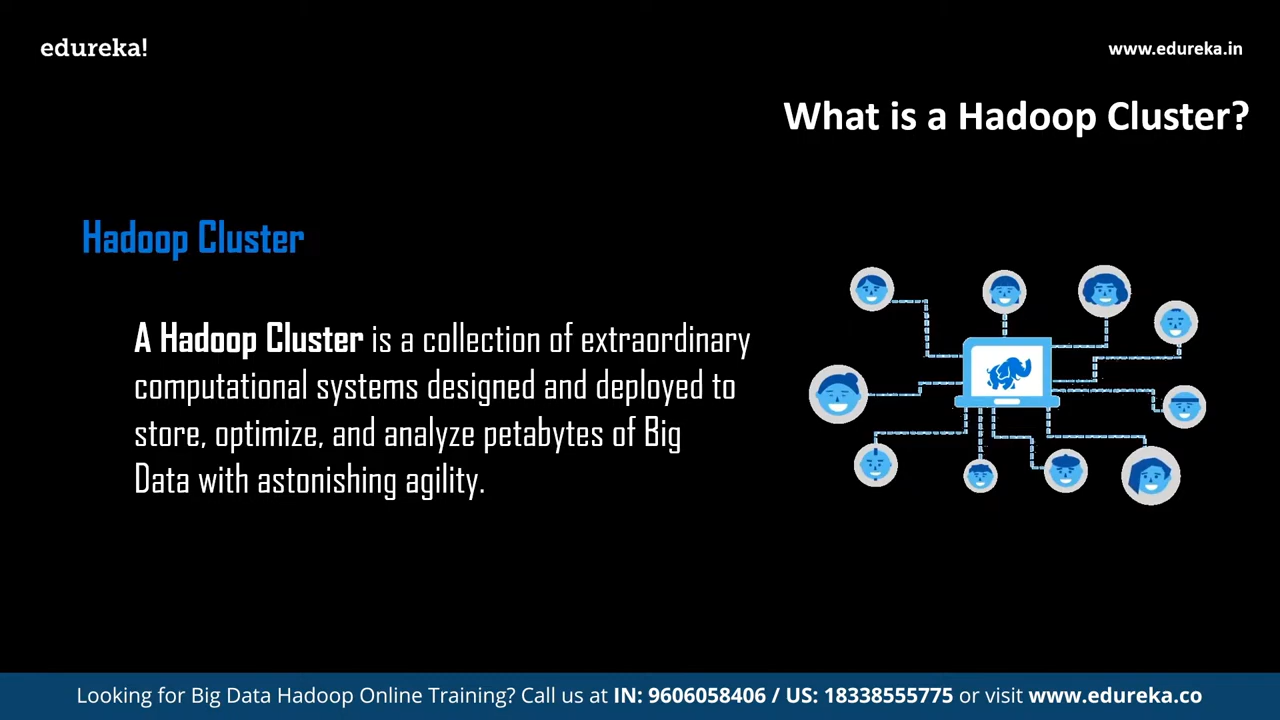 edureka!
www.edureka.in
What is a Hadoop Cluster?
Hadoop Cluster
A Hadoop Cluster is a collection of extraordinary
computational systems designed and deployed to
store, optimize, and analyze petabytes of Big
Data with astonishing agility.
Looking for Big Data Hadoop Online Training? Call us at IN: 9606058406 / US: 18338555775 or visit www.edureka.co